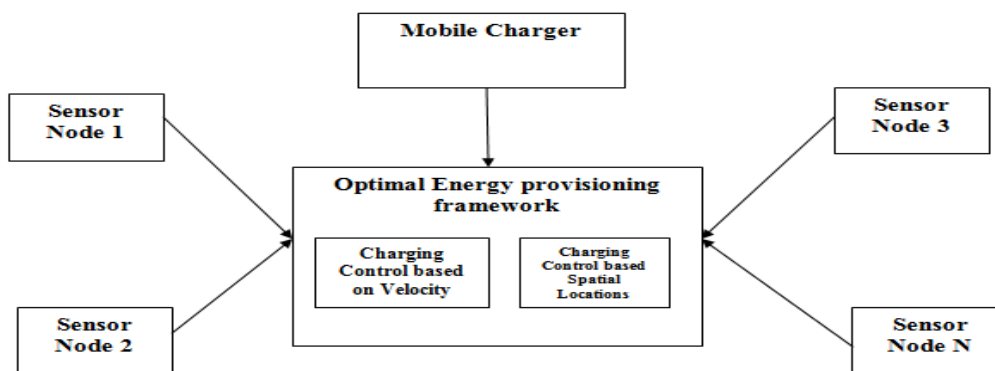 Mobile Charger
Sensor
Node 1
Sensor
Node 3
Optimal Energy provisioning
framework
Charging
Control based
on Velocity
Charging
Control based
Spatial
Locations
Sensor
Node 2
Sensor
Node N